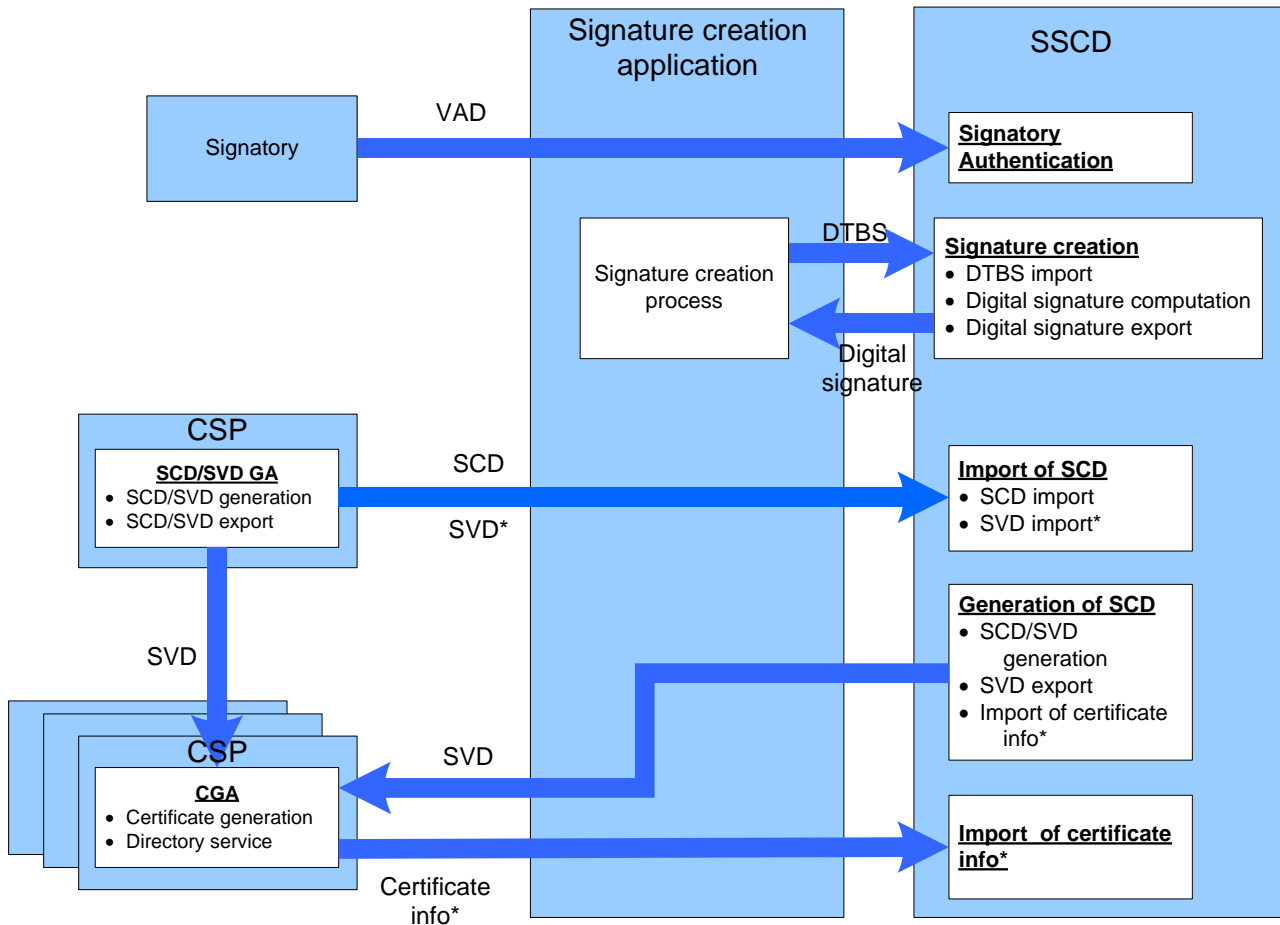 Signature creation
application
SSCD
Signatory
VAD
Signatory
Authentication
Signature creation
process
DTBS
Digital
signature
Signature creation
• DTBS import
• Digital signature computation
• Digital signature export
CSP
SCD/SVD GA
• SCD/SVD generation
• SCD/SVD export
SCD
SVD*
Import of SCD
• SCD import
• SVD import*
SVD
Generation of SCD
• SCD/SVD
generation
• SVD export
• Import of certificate
info*
SVD
CSP
CGA
• Certificate generation
• Directory service
Certificate
info*
Import of certificate
info*